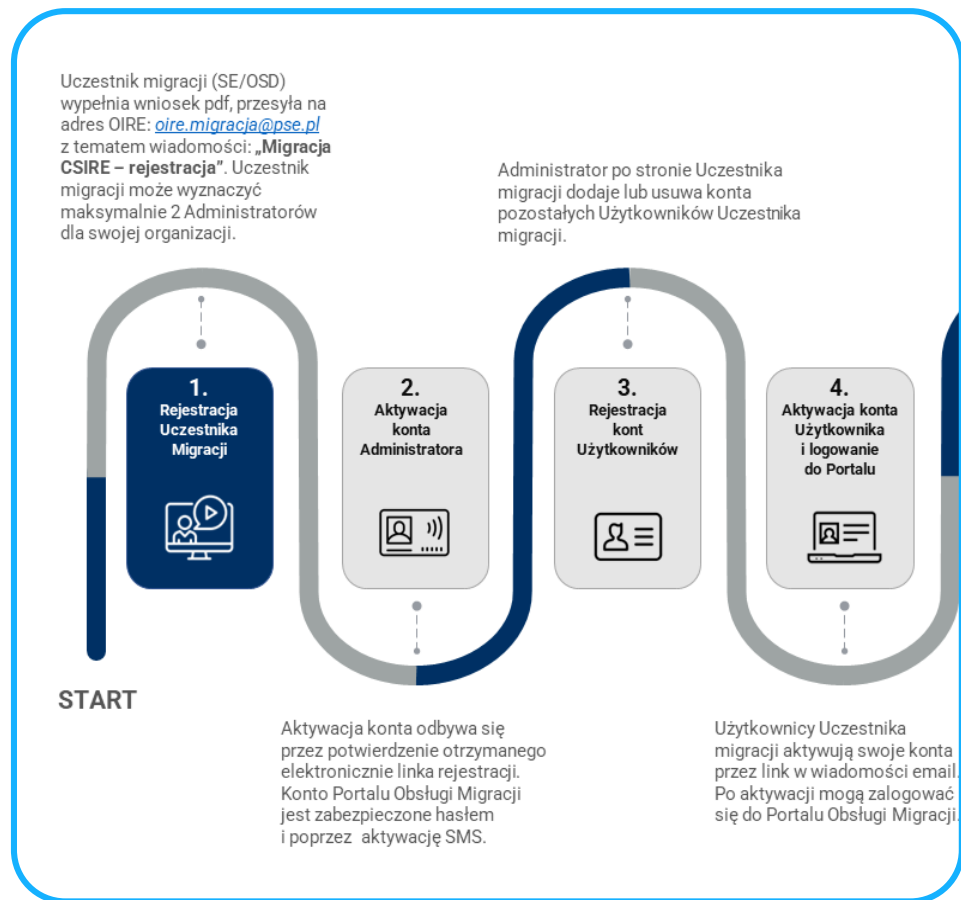 Uczestnik migracji (SE/OSD)
wypełnia wniosek pdf, przesyła na
adres OIRE: oire.migracja@pse.pl
z tematem wiadomości: „Migracja
CSIRE – rejestracja”. Uczestnik
migracji może wyznaczyć
maksymalnie 2 Administratorów
dla swojej organizacji.
Administrator po stronie Uczestnika
migracji dodaje lub usuwa konta
pozostałych Użytkowników Uczestnika
migracji.
1.
Rejestracja
Uczestnika
Migracji
2.
Aktywacja
konta
Administratora
3.
Rejestracja
kont
Użytkowników
4.
Aktywacja konta
Użytkownika
i logowanie
do Portalu
START
Aktywacja konta odbywa się
przez potwierdzenie otrzymanego
elektronicznie linka rejestracji.
Konto Portalu Obsługi Migracji
jest zabezpieczone hasłem
i poprzez aktywację SMS.
Użytkownicy Uczestnika
migracji aktywują swoje konta
przez link w wiadomości email.
Po aktywacji mogą zalogować
się do Portalu Obsługi Migracji.